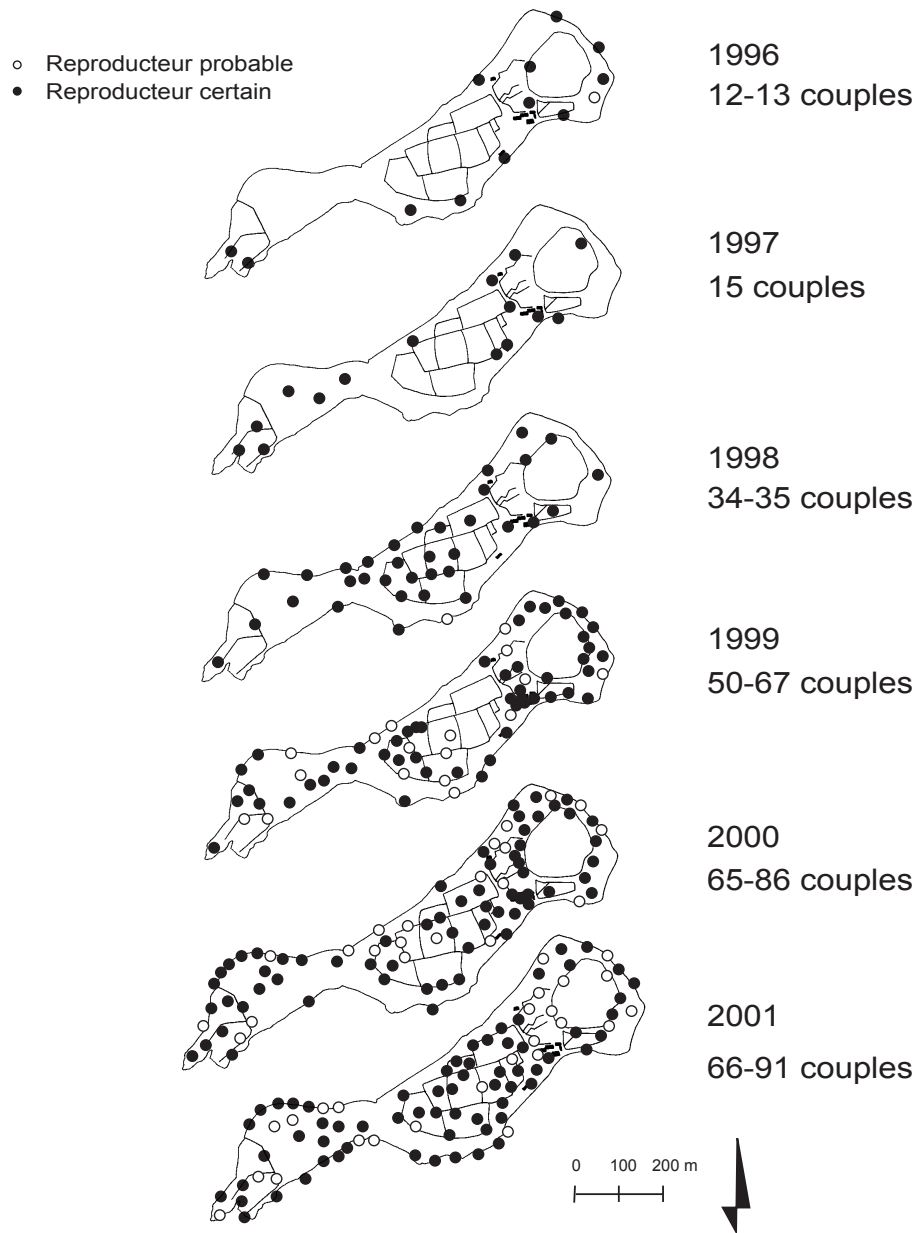 Reproducteur probable
Reproducteur certain
1996
12-13 couples
1997
15 couples
1998
34-35 couples
1999
50-67 couples
2000
65-86 couples
2001
66-91 couples
0 100 200 m